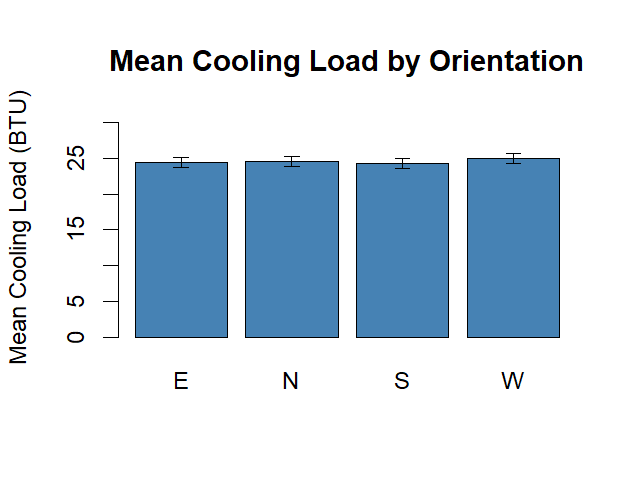 Mean Cooling Load by Orientation
Mean Cooling Load (BTU)
25
15
5
0
E N S W